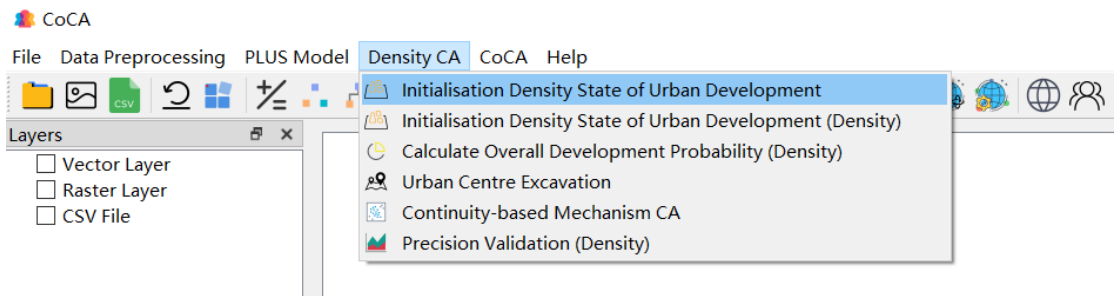 CoCA
File Data Preprocessing PLUS Model Density CA CoCA Help
CSV
Initialisation Density State of Urban Development
Initialisation Density State of Urban Development (Density)
Calculate Overall Development Probability (Density)
Urban Centre Excavation
Continuity-based Mechanism CA
Precision Validation (Density)
Layers
Vector Layer
Raster Layer
CSV File